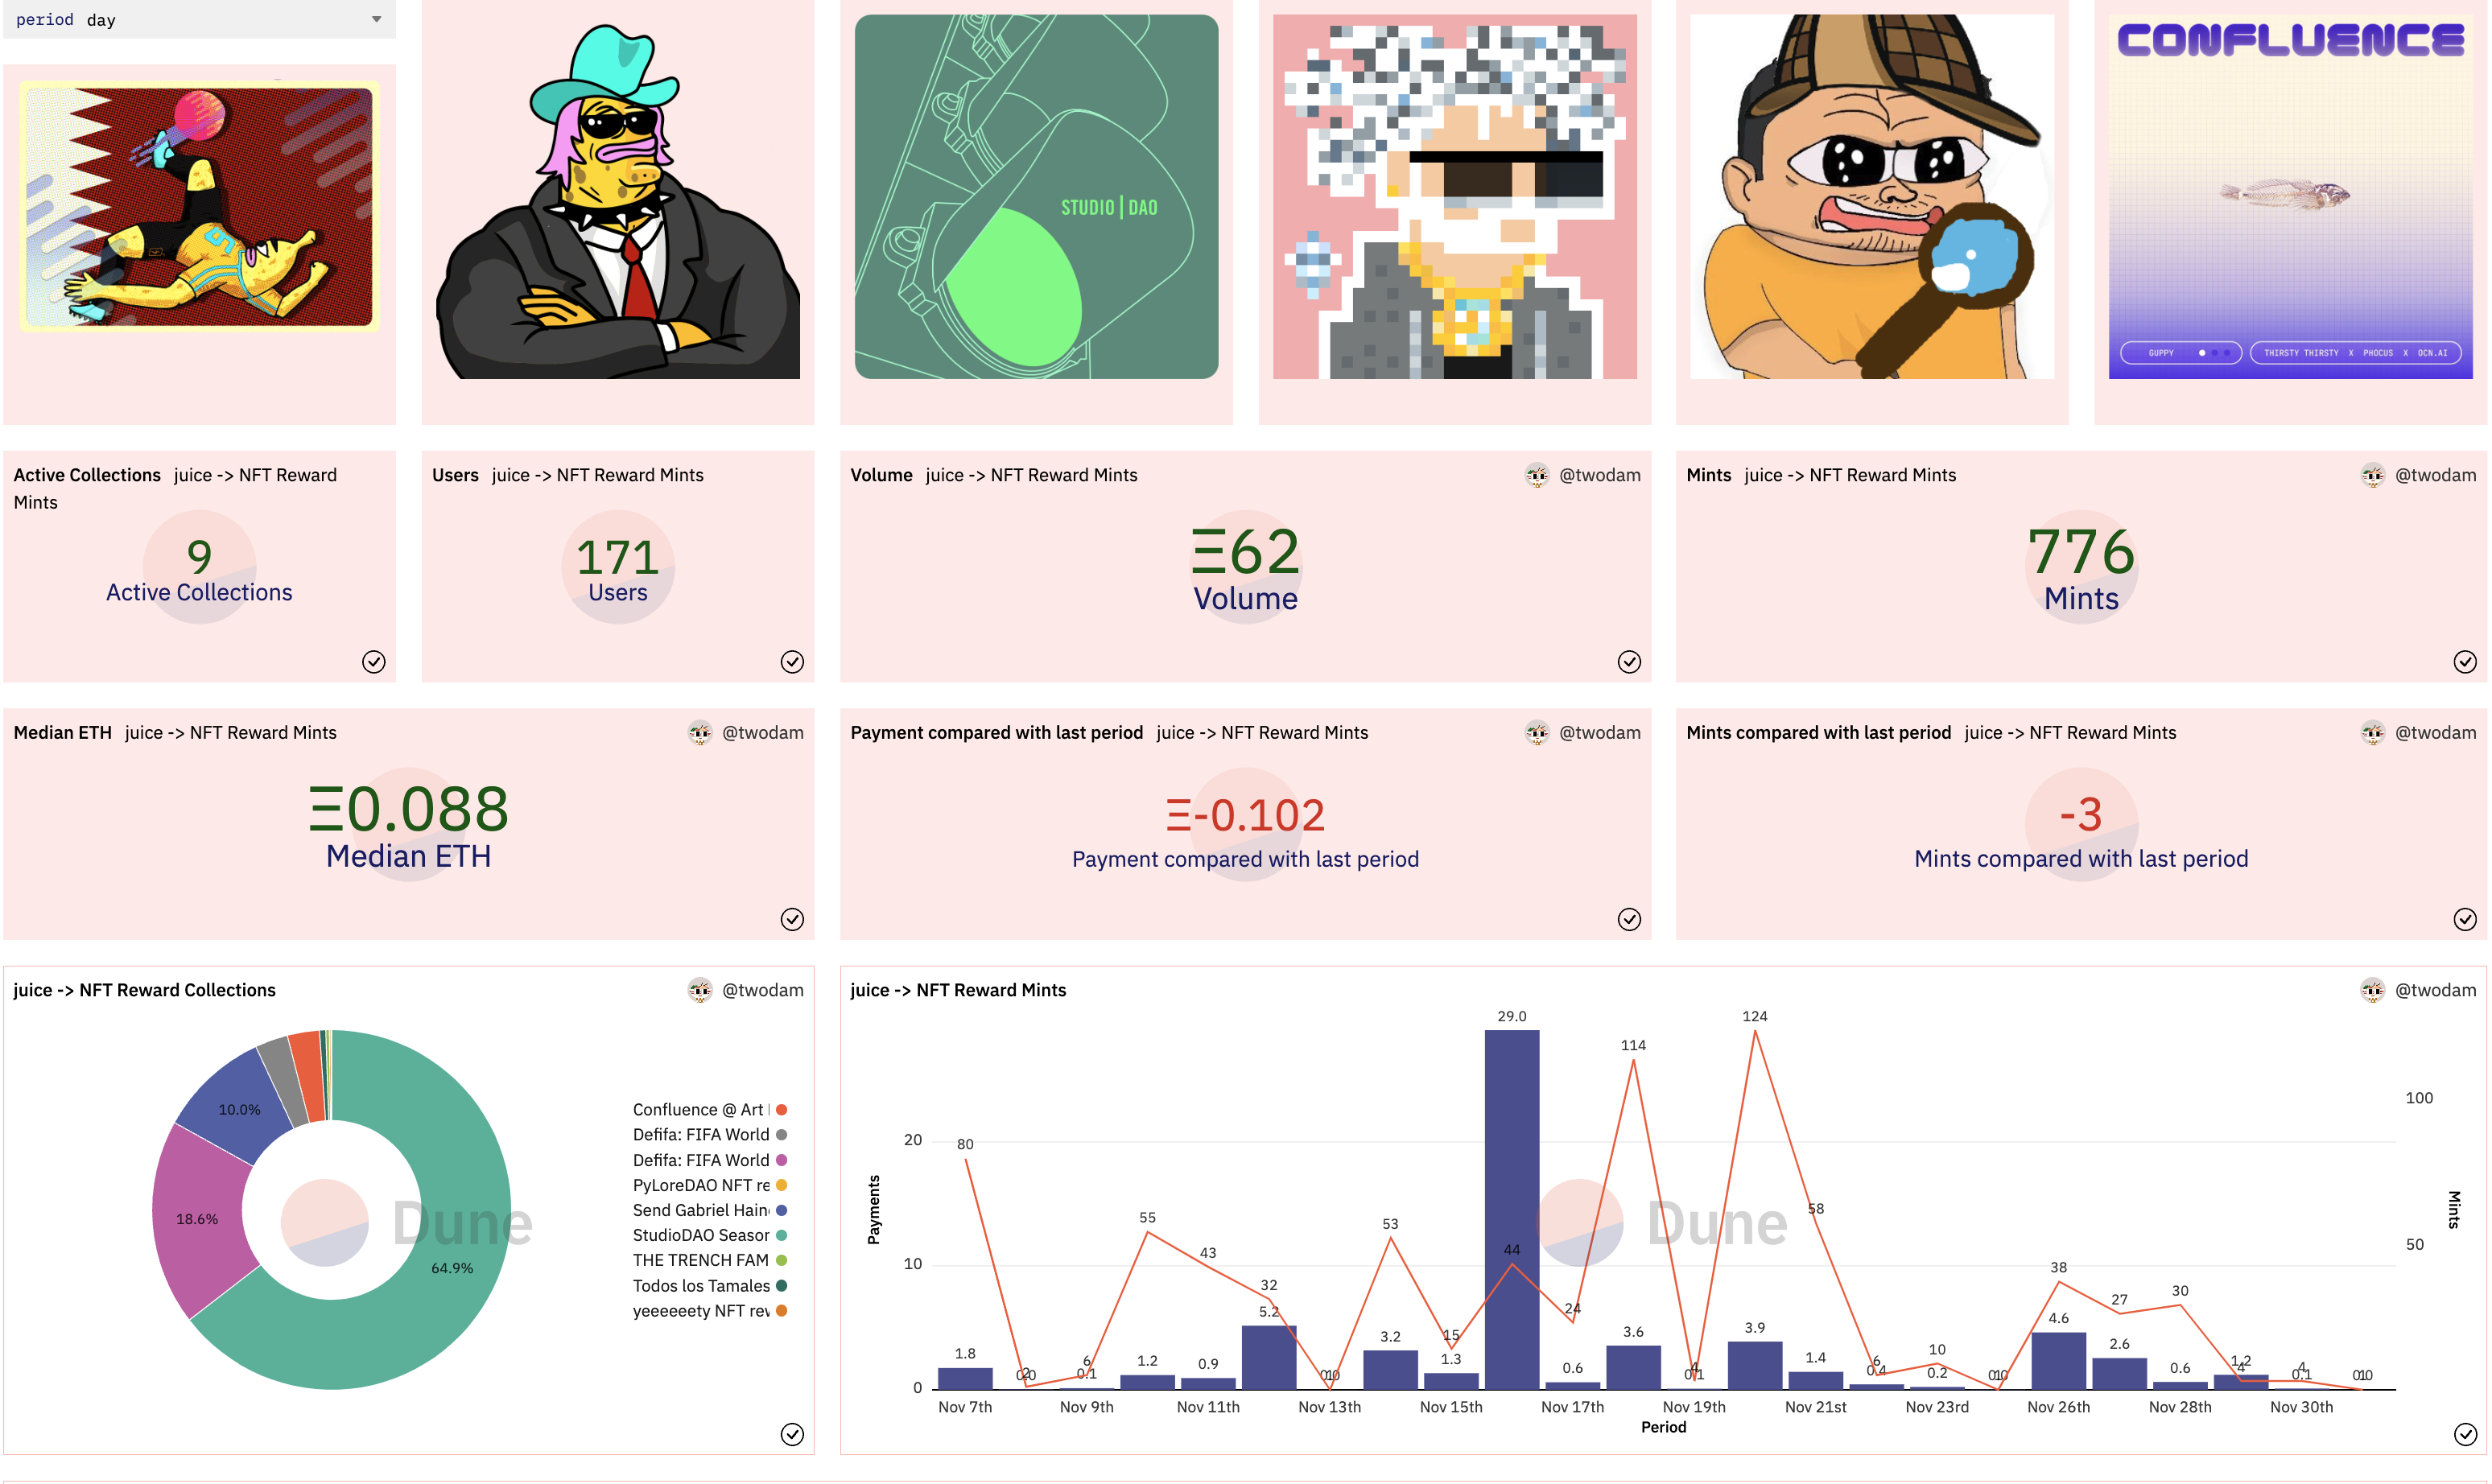 period day
STUDIO | DAO
CONFLUENCE
GUPPY
THIRSTY THIRSTY X PHOCUS X OCN.AI
Active Collections juice -> NFT Reward
Mints
9
Active Collections
Users juice -> NFT Reward Mints
171
Users
Volume juice -> NFT Reward Mints
@twodam
Ξ62
Volume
Mints juice -> NFT Reward Mints
@twodam
776
Mints
Median ETH juice -> NFT Reward Mints
@twodam
Ξ0.088
Median ETH
Payment compared with last period juice -> NFT Reward Mints
@twodam
Ξ-0.102
Payment compared with last period
Mints compared with last period juice -> NFT Reward Mints
@twodam
-3
Mints compared with last period
juice -> NFT Reward Collections
@twodam
10.0%
18.6%
64.9%
Dune
Confluence @ Art
Defifa: FIFA World
Defifa: FIFA World
PyLoreDAO NFT re
Send Gabriel Hain
StudioDAO Season
THE TRENCH FAM
Todos los Tamales
yeeeeeety NFT rev
juice -> NFT Reward Mints
@twodam
29.0
124
114
100
20
80
Payments
Mints
Dune
55
53
58
43
44
50
10
38
32
30
27
24
5.2
4.6
15
3.2
3.6
3.9
2.6
1.8
6
1.2
0.9
1.3
1.4
6
10
1.2
2
0.1
0.6
4
0.4
0.2
0.6
4
4
0.1
0
Nov 7th Nov 9th Nov 11th Nov 13th Nov 15th Nov 17th Nov 19th Nov 21st Nov 23rd Nov 26th Nov 28th Nov 30th
Period